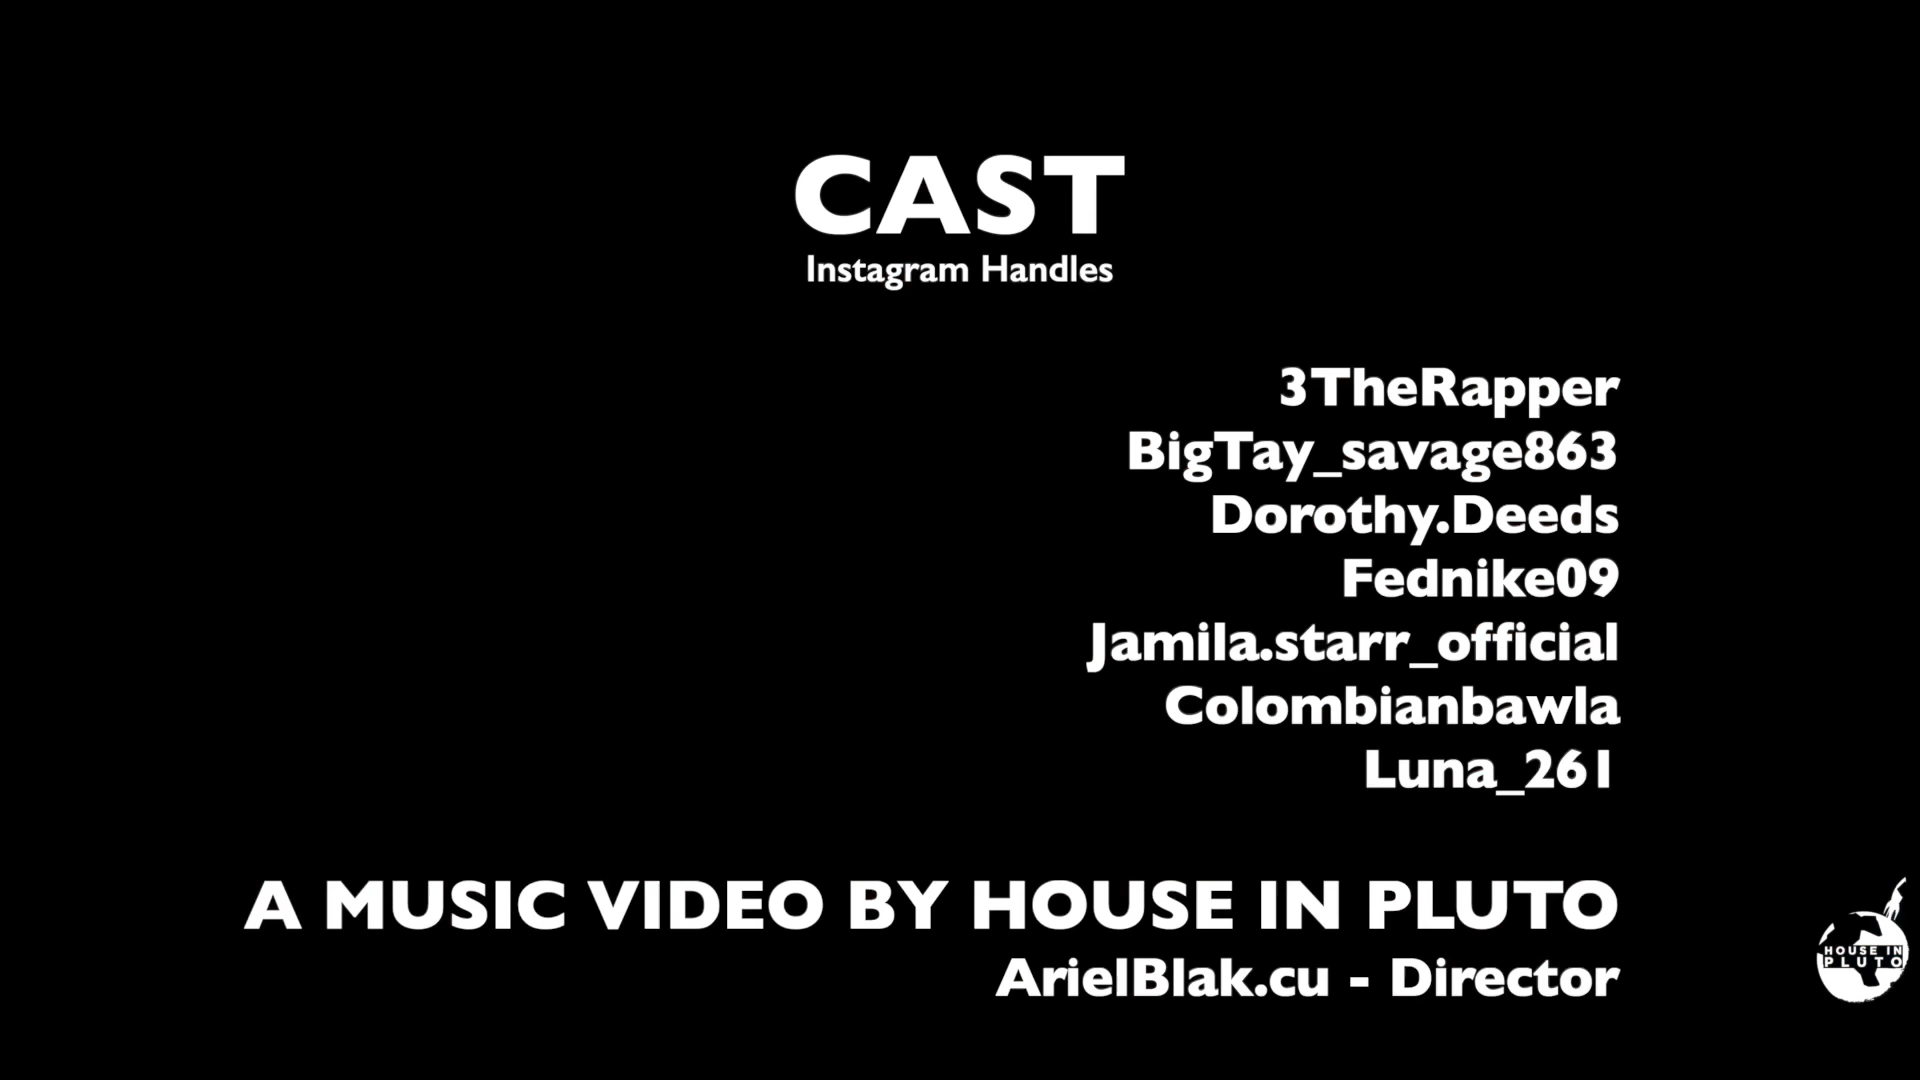 CAST
Instagram Handles
3TheRapper
BigTay_savage863
Dorothy.Deeds
Fednike09
Jamila.starr_official
Colombianbawla
Luna_261
A MUSIC VIDEO BY HOUSE IN PLUTO
ArielBlak.cu - Director
HOUSE IN
PLUTO